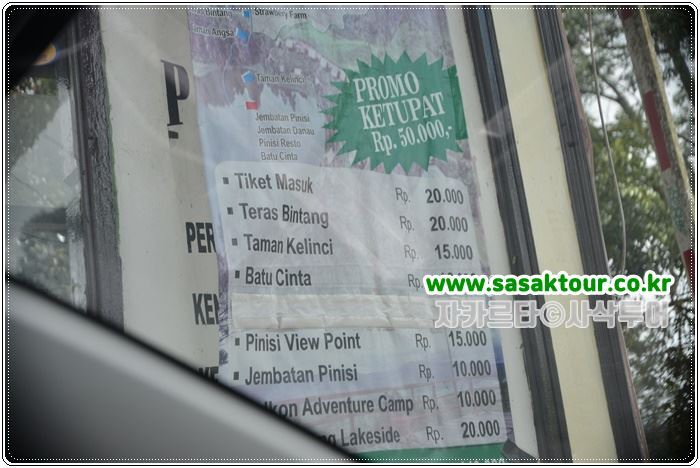 Bintang
Strawberry Farm
Taman Angsa
Taman Kelinci
Jembatan Pinisi
Jembatan Danau
Pinisi Resto
Batu Cinta
PROMO
KETUPAT
Rp. 50.000,-
P
▪ Tiket Masuk Rp. 20.000
▪ Teras Bintang Rp. 20.000
▪ Taman Kelinci Rp. 15.000
▪ Batu Cinta Rp.
▪ Pinisi View Point Rp. 15.000
▪ Jembatan Pinisi Rp. 10.000
Adventure Camp Rp. 10.000
Lakeside Rp. 20.000
PER
KEN
www.sasaktour.co.kr
자카르타©사삭투어